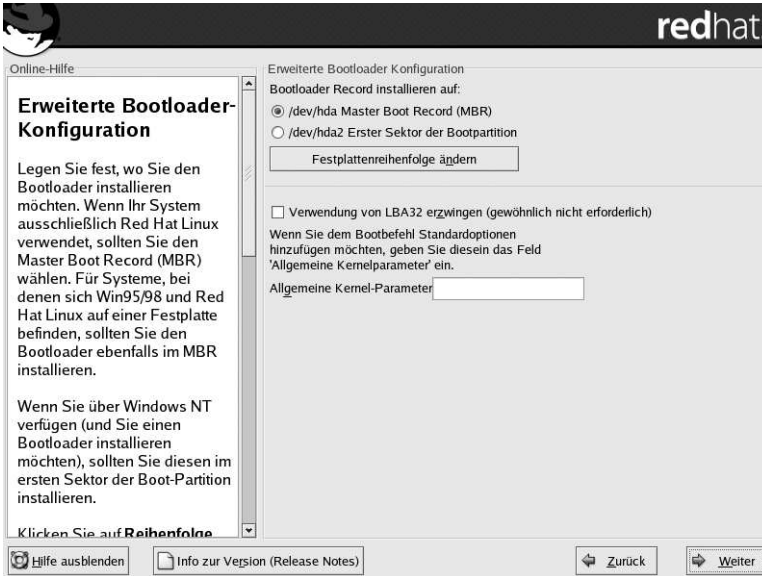 redhat
Online-Hilfe
Erweiterte Bootloader-
Konfiguration
Legen Sie fest, wo Sie den
Bootloader installieren
möchten. Wenn Ihr System
ausschließlich Red Hat Linux
verwendet, sollten Sie den
Master Boot Record (MBR)
wählen. Für Systeme, bei
denen sich Win95/98 und Red
Hat Linux auf einer Festplatte
befinden, sollten Sie den
Bootloader ebenfalls im MBR
installieren.
Wenn Sie über Windows NT
verfügen (und Sie einen
Bootloader installieren
möchten), sollten Sie diesen im
ersten Sektor der Boot-Partition
installieren.
Klicken Sie auf Reihenfolge
Erweiterte Bootloader Konfiguration
Bootloader Record installieren auf:
/dev/hda Master Boot Record (MBR)
/dev/hda2 Erster Sektor der Bootpartition
Festplattenreihenfolge ändern
Verwendung von LBA32 erzwingen (gewöhnlich nicht erforderlich)
Wenn Sie dem Bootbefehl Standardoptionen
hinzufügen möchten, geben Sie diesein das Feld
'Allgemeine Kernelparameter' ein.
Allgemeine Kernel-Parameter
Hilfe ausblenden
Info zur Version (Release Notes)
Zurück
Weiter